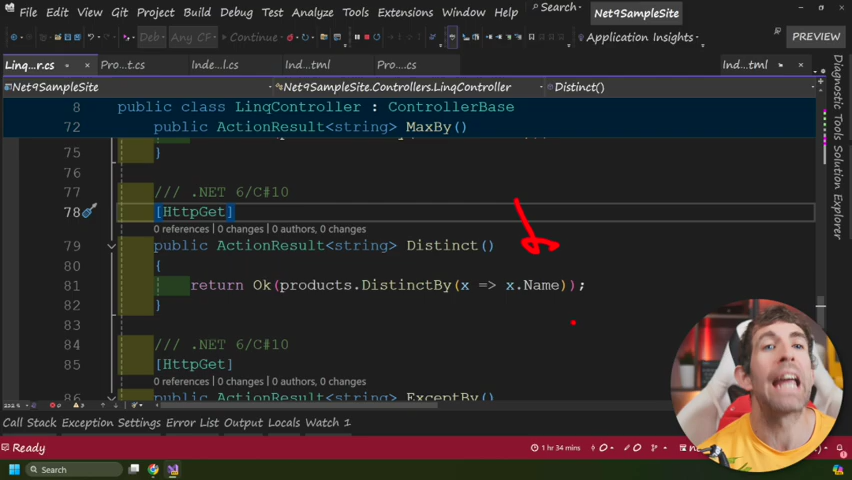 File Edit View Git Project Build Debug Test Analyze Tools Extensions Window Help Search Net9SampleSite
Deb Any CF Continue Application Insights PREVIEW
Linq...r.cs Pro...t.cs Inde...l.cs Ind...tml Pro...cs Ind...tml
Net9SampleSite Net9SampleSite.Controllers.LinqController Distinct()
8 public class LinqController : ControllerBase
72 public ActionResult<string> MaxBy()
75 }
76
77 /// .NET 6/C#10
78 [HttpGet]
0 references | 0 changes | 0 authors, 0 changes
79 public ActionResult<string> Distinct()
80 {
81 return Ok(products.DistinctBy(x => x.Name));
82 }
83
84 /// .NET 6/C#10
85 [HttpGet]
0 references | 0 changes | 0 authors, 0 changes
86 public ActionResult<string> ExceptBy()
Call Stack Exception Settings Error List Output Locals Watch 1
Ready 1 hr 34 mins 0 0
Search
Diagnostic Tools Solution Explorer